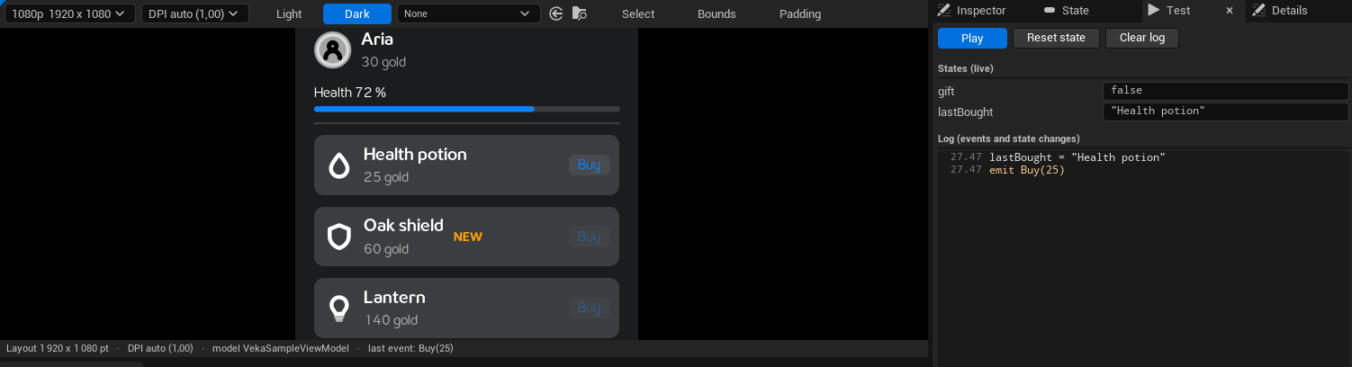 1080p 1920 x 1080 DPI auto (1,00) Light Dark None Select Bounds Padding
Inspector State Test × Details
Play Reset state Clear log
States (live)
gift false
lastBought "Health potion"
Log (events and state changes)
27.47 lastBought = "Health potion"
27.47 emit Buy(25)
Aria
30 gold
Health 72 %
Health potion
25 gold
Buy
Oak shield
NEW
60 gold
Buy
Lantern
140 gold
Buy
Layout 1920 x 1080 pt · DPI auto (1,00) · model VekaSampleViewModel · last event: Buy(25)